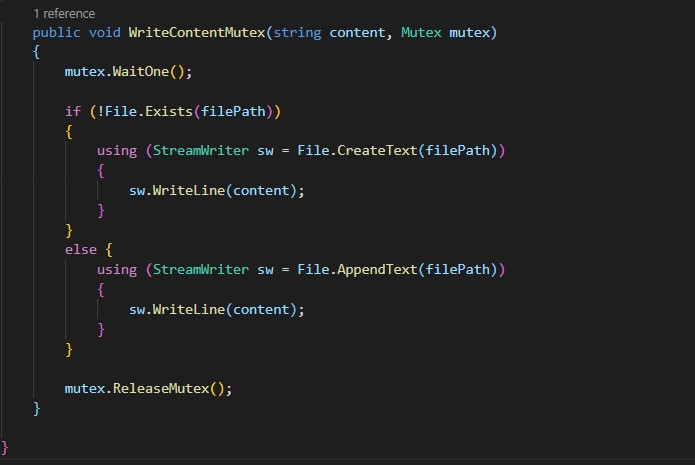 1 reference
public void WriteContentMutex(string content, Mutex mutex)
{
mutex.WaitOne();
if (!File.Exists(filePath))
{
using (StreamWriter sw = File.CreateText(filePath))
{
sw.WriteLine(content);
}
}
else {
using (StreamWriter sw = File.AppendText(filePath))
{
sw.WriteLine(content);
}
}
mutex.ReleaseMutex();
}
}